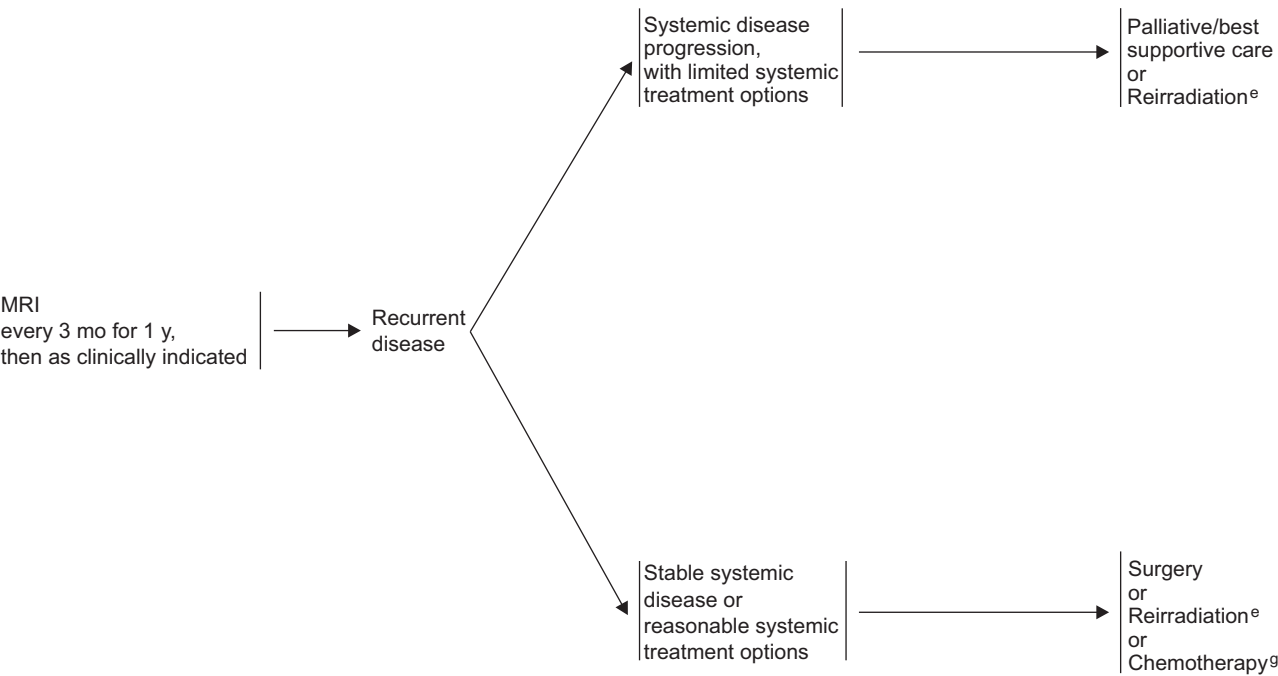 MRI
every 3 mo for 1 y,
then as clinically indicated
Recurrent
disease
Systemic disease
progression,
with limited systemic
treatment options
Palliative/best
supportive care
or
Reirradiationᵉ
Stable systemic
disease or
reasonable systemic
treatment options
Surgery
or
Reirradiationᵉ
or
Chemotherapyᵍ